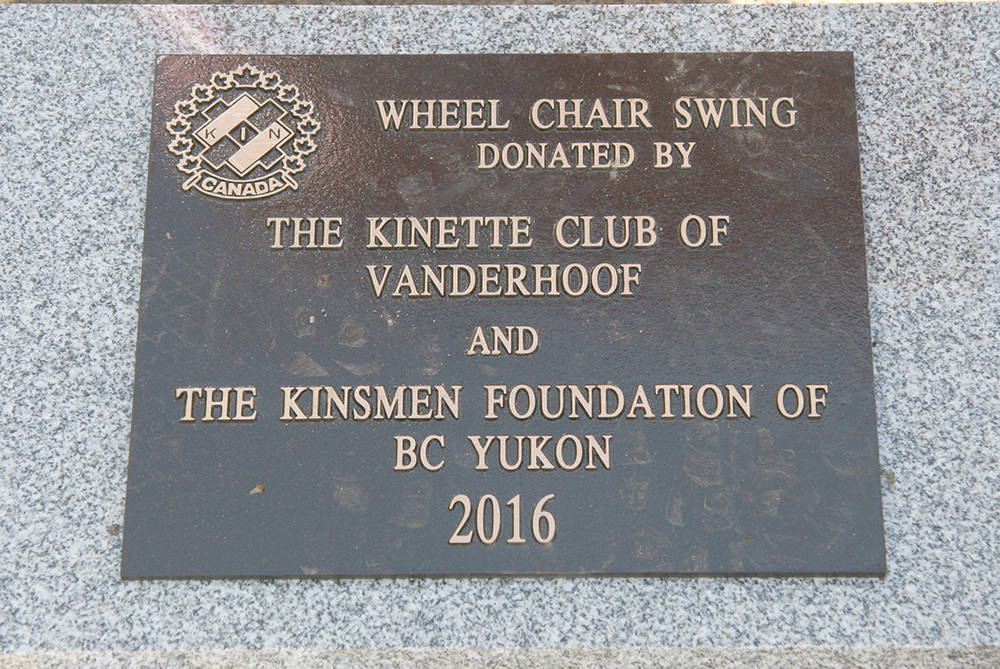 KIN
CANADA
WHEEL CHAIR SWING
DONATED BY
THE KINETTE CLUB OF
VANDERHOOF
AND
THE KINSMEN FOUNDATION OF
BC YUKON
2016